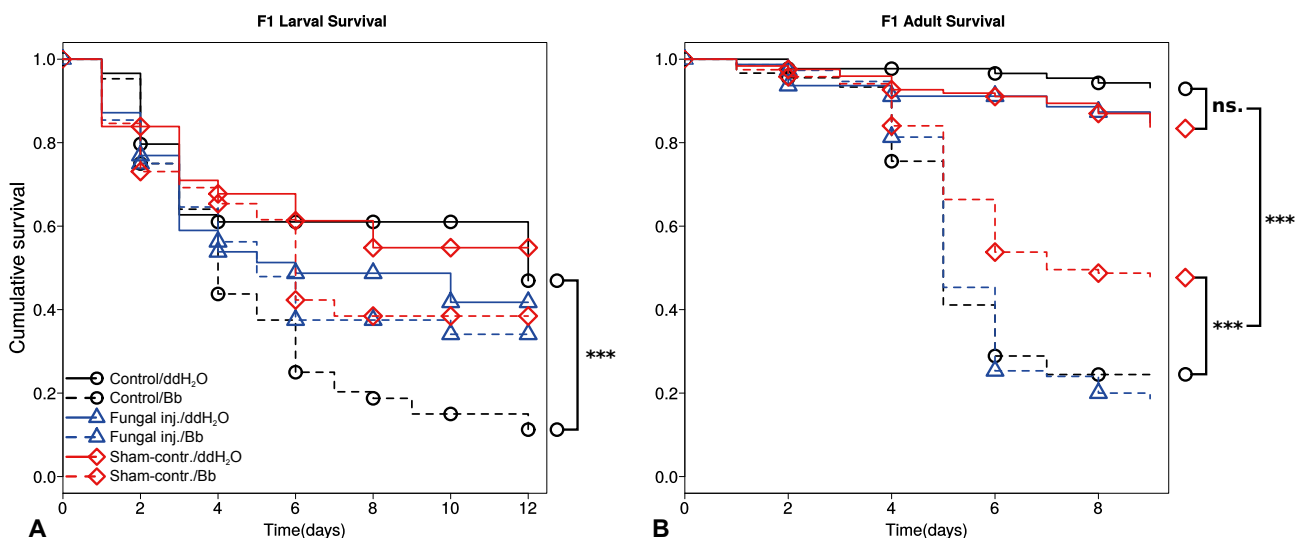 F1 Larval Survival
Cumulative survival
1.0
0.8
0.6
0.4
0.2
0.0
Control/ddH₂O
Control/Bb
Fungal inj./ddH₂O
Fungal inj./Bb
Sham-contr./ddH₂O
Sham-contr./Bb
***
0 2 4 6 8 10 12
Time(days)
A
F1 Adult Survival
1.0
0.8
0.6
0.4
0.2
0.0
ns.
***
***
0 2 4 6 8
Time(days)
B